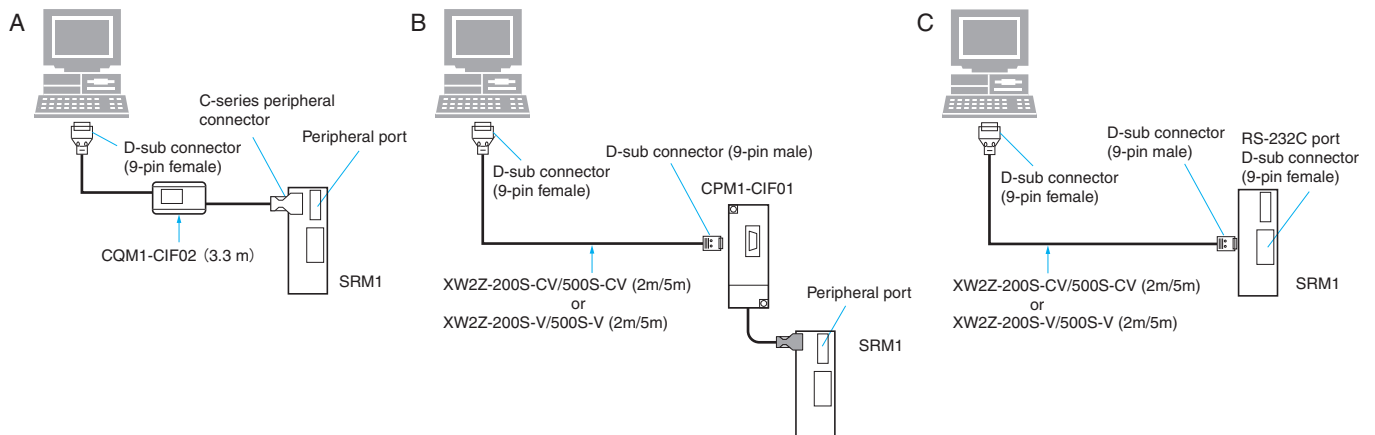 A
C-series peripheral
connector
Peripheral port
D-sub connector
(9-pin female)
CQM1-CIF02 (3.3 m)
SRM1
B
D-sub connector
(9-pin female)
D-sub connector (9-pin male)
CPM1-CIF01
XW2Z-200S-CV/500S-CV (2m/5m)
or
XW2Z-200S-V/500S-V (2m/5m)
Peripheral port
SRM1
C
D-sub connector
(9-pin female)
D-sub connector
(9-pin male)
RS-232C port
D-sub connector
(9-pin female)
XW2Z-200S-CV/500S-CV (2m/5m)
or
XW2Z-200S-V/500S-V (2m/5m)
SRM1